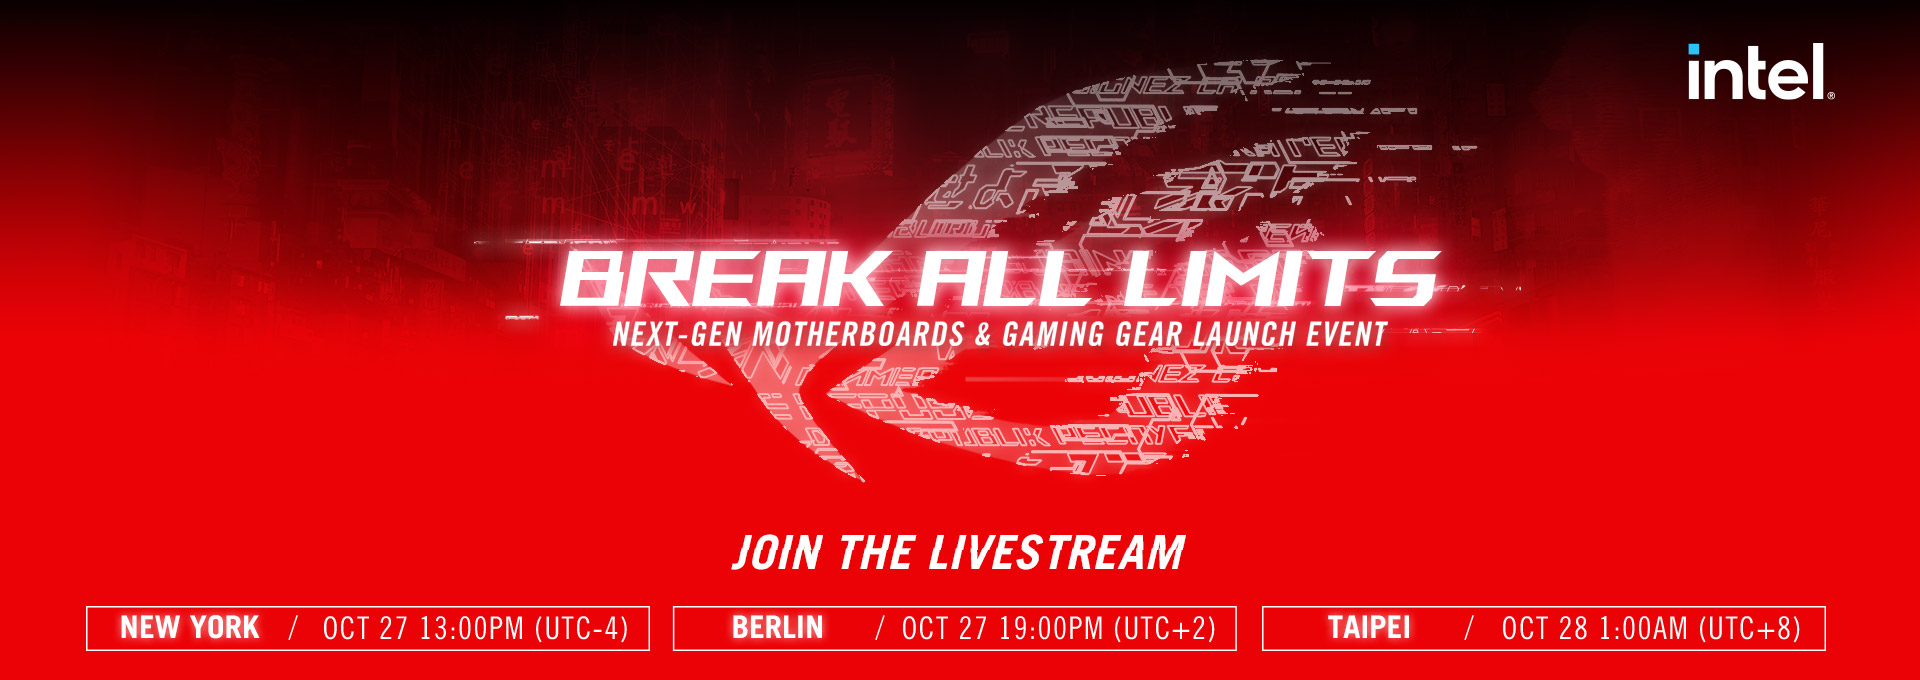 intel®
BREAK ALL LIMITS
NEXT-GEN MOTHERBOARDS & GAMING GEAR LAUNCH EVENT
JOIN THE LIVESTREAM
NEW YORK / OCT 27 13:00PM (UTC-4)
BERLIN / OCT 27 19:00PM (UTC+2)
TAIPEI / OCT 28 1:00AM (UTC+8)